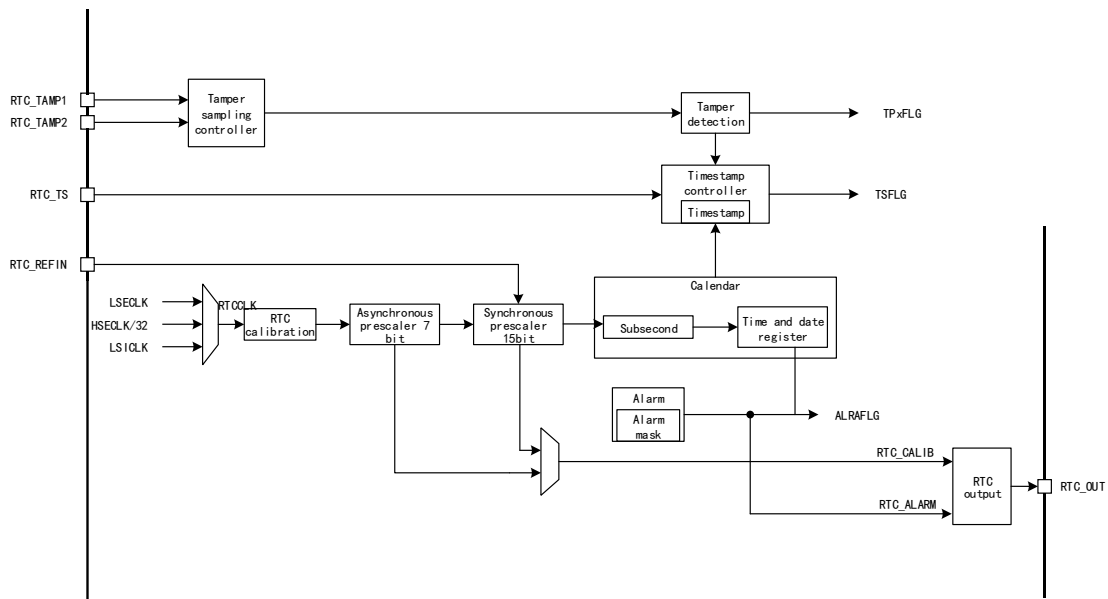 RTC_TAMP1
RTC_TAMP2
Tamper
sampling
controller
Tamper
detection
TPxFLG
RTC_TS
Timestamp
controller
Timestamp
TSFLG
RTC_REFIN
LSECLK
HSECLK/32
LSICLK
RTCCLK
RTC
calibration
Asynchronous
prescaler 7
bit
Synchronous
prescaler
15bit
Calendar
Subsecond
Time and date
register
Alarm
Alarm
mask
ALRAFLG
RTC_CALIB
RTC_ALARM
RTC
output
RTC_OUT